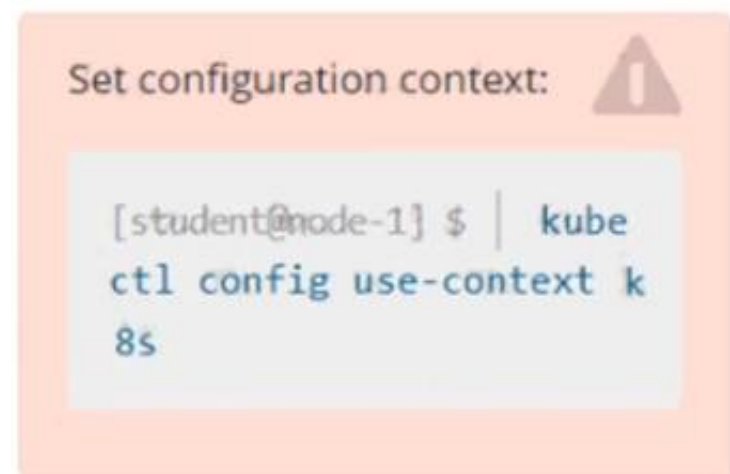 Set configuration context:
[student@node-1] $ | kube
ctl config use-context k
8s